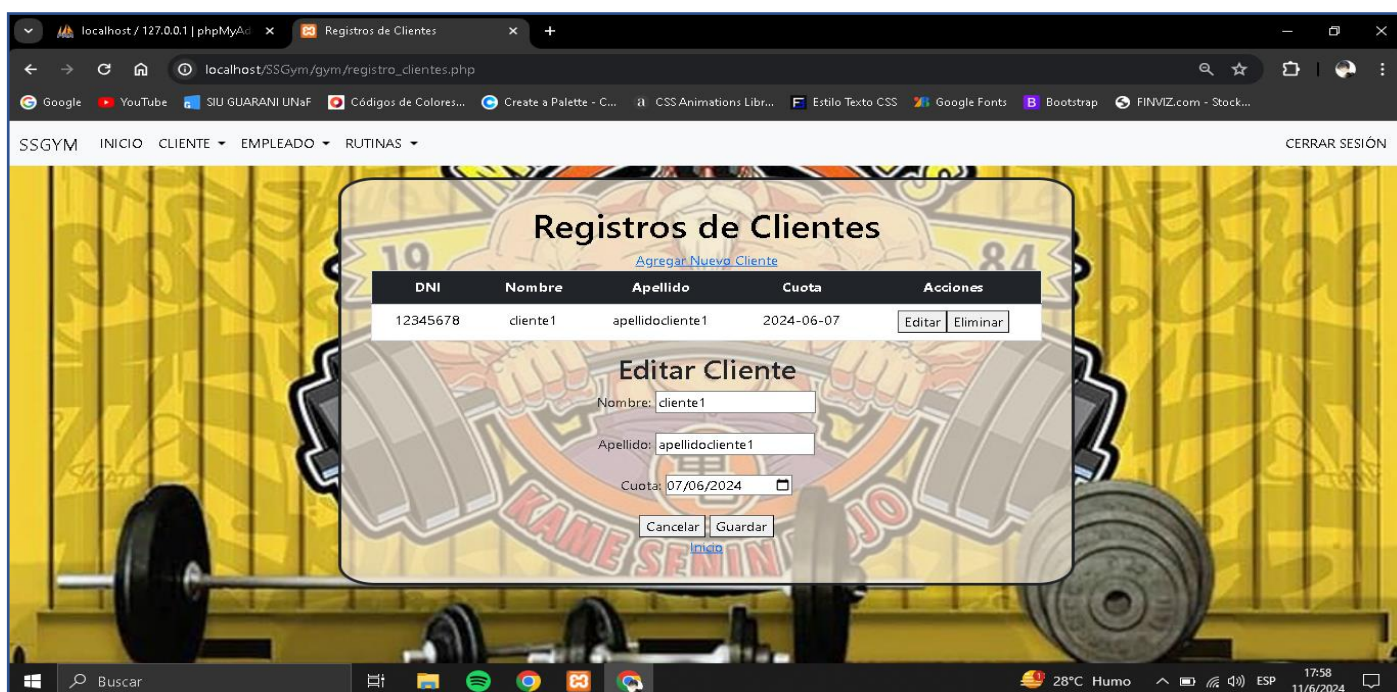 localhost / 127.0.0.1 | phpMyAd
Registros de Clientes
localhost/SSGym/gym/registro_clientes.php
Google YouTube SIU GUARANI UNaF Códigos de Colores... Create a Palette - C... CSS Animations Libr... Estilo Texto CSS Google Fonts Bootstrap FINVIZ.com - Stock...
SSGYM INICIO CLIENTE EMPLEADO RUTINAS CERRAR SESIÓN
19 84
Registros de Clientes
Agregar Nuevo Cliente
DNI Nombre Apellido Cuota Acciones
12345678 cliente1 apellidocliente1 2024-06-07 Editar Eliminar
Editar Cliente
Nombre: cliente1
Apellido: apellidocliente1
Cuota: 07/06/2024
Cancelar Guardar
Inicio
KAME SENIN
Buscar
28°C Humo ESP 17:58
11/6/2024